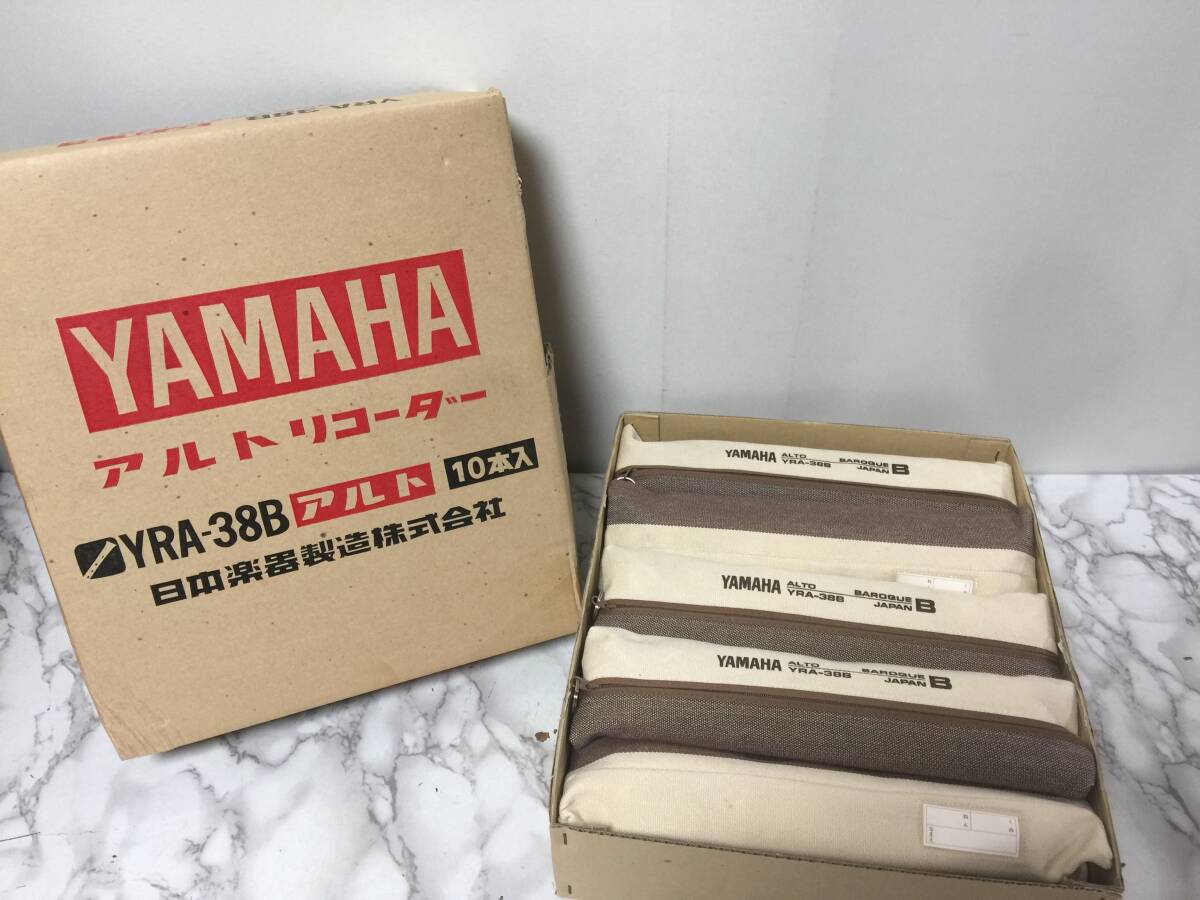 YRA-38B
YAMAHA
アルトリコーダー
YRA-38B アルト 10本入
日本楽器製造株式会社
YAMAHA ALTO YRA-38B BAROQUE JAPAN B
YAMAHA ALTO YRA-38B BAROQUE JAPAN B
YAMAHA ALTO YRA-38B BAROQUE JAPAN B